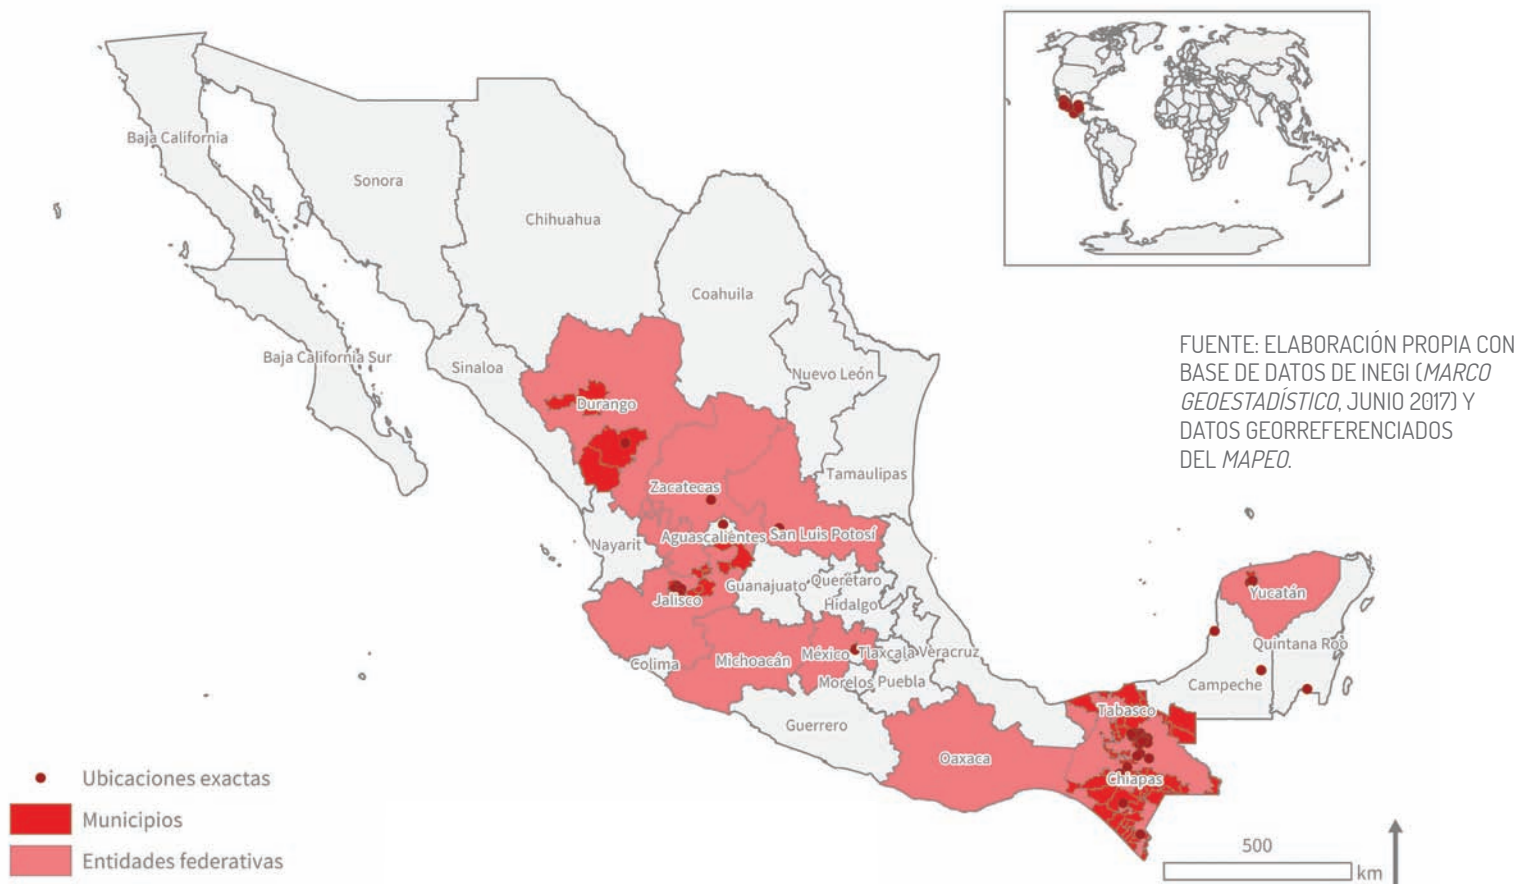 Baja California
Sonora
Chihuahua
Coahuila
Baja California Sur
Sinaloa
Nuevo León
Durango
Tamaulipas
Zacatecas
Nayarit
Aguascalientes
San Luis Potosí
Guanajuato
Querétaro
Hidalgo
Jalisco
Colima
Michoacán
México
Tlaxcala
Veracruz
Morelos
Puebla
Guerrero
Oaxaca
Tabasco
Chiapas
Campeche
Yucatán
Quintana Roo
FUENTE: ELABORACIÓN PROPIA CON
BASE DE DATOS DE INEGI (MARCO
GEOESTADÍSTICO, JUNIO 2017) Y
DATOS GEORREFERENCIADOS
DEL MAPEO.
Ubicaciones exactas
Municipios
Entidades federativas
500
km